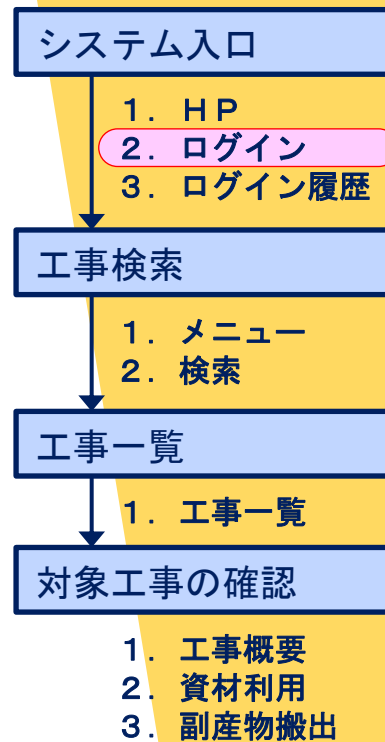 システム入口
１．ＨＰ
２．ログイン
３．ログイン履歴
工事検索
１．メニュー
２．検索
工事一覧
１．工事一覧
対象工事の確認
１．工事概要
２．資材利用
３．副産物搬出